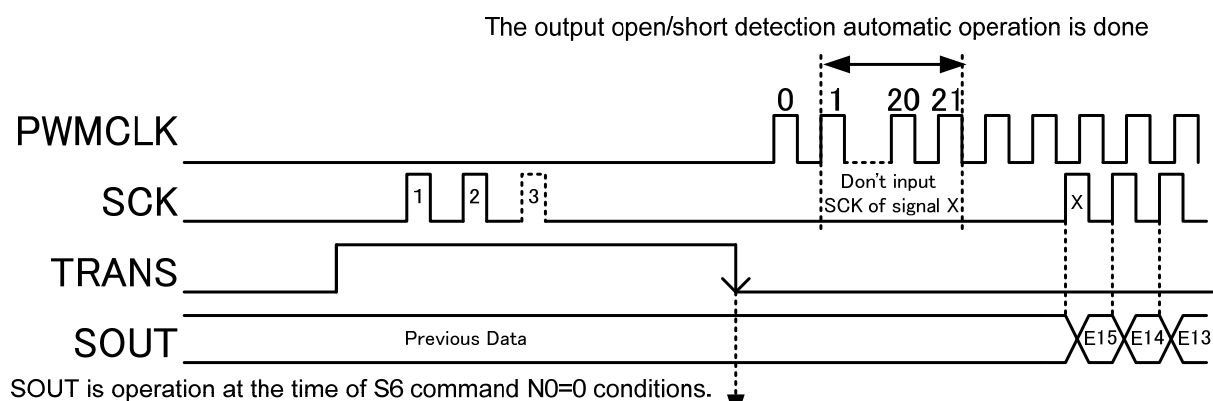 The output open/short detection automatic operation is done
0 1 20 21
PWMCLK
Don't input
SCK of signal X
SCK
1 2 3 X
TRANS
SOUT
Previous Data
E15 E14 E13
SOUT is operation at the time of S6 command N0=0 conditions.